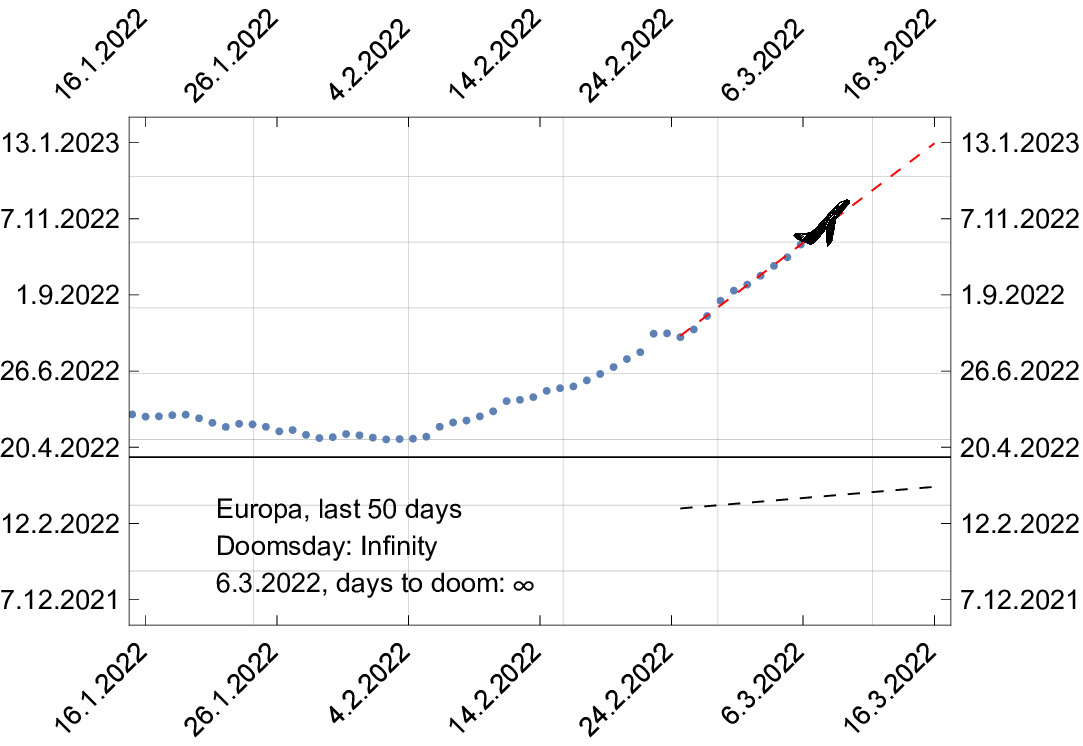 16.1.2022 26.1.2022 4.2.2022 14.2.2022 24.2.2022 6.3.2022 16.3.2022
13.1.2023 13.1.2023
7.11.2022 7.11.2022
1.9.2022 1.9.2022
26.6.2022 26.6.2022
20.4.2022 20.4.2022
Europa, last 50 days
12.2.2022 12.2.2022
Doomsday: Infinity
6.3.2022, days to doom: ∞
7.12.2021 7.12.2021
16.1.2022 26.1.2022 4.2.2022 14.2.2022 24.2.2022 6.3.2022 16.3.2022